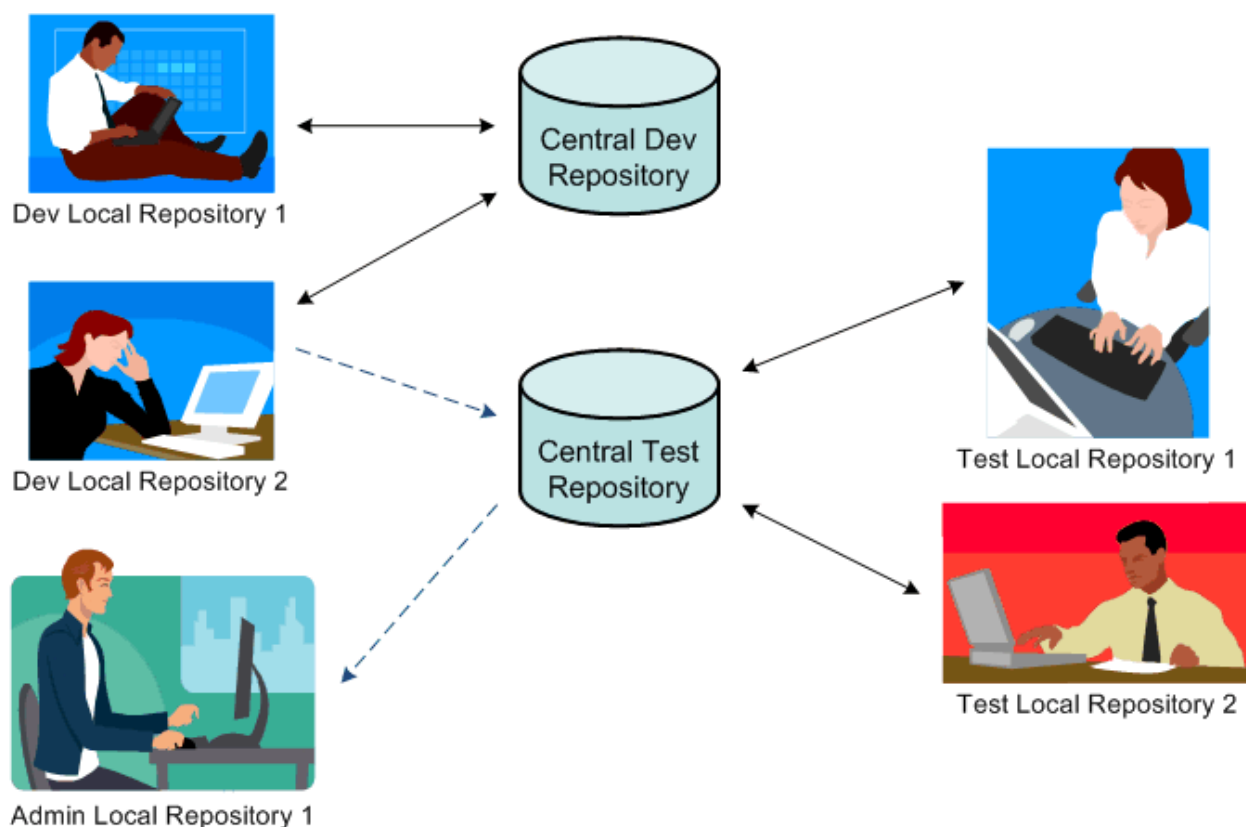 Dev Local Repository 1
Central Dev
Repository
Dev Local Repository 2
Central Test
Repository
Test Local Repository 1
Test Local Repository 2
Admin Local Repository 1